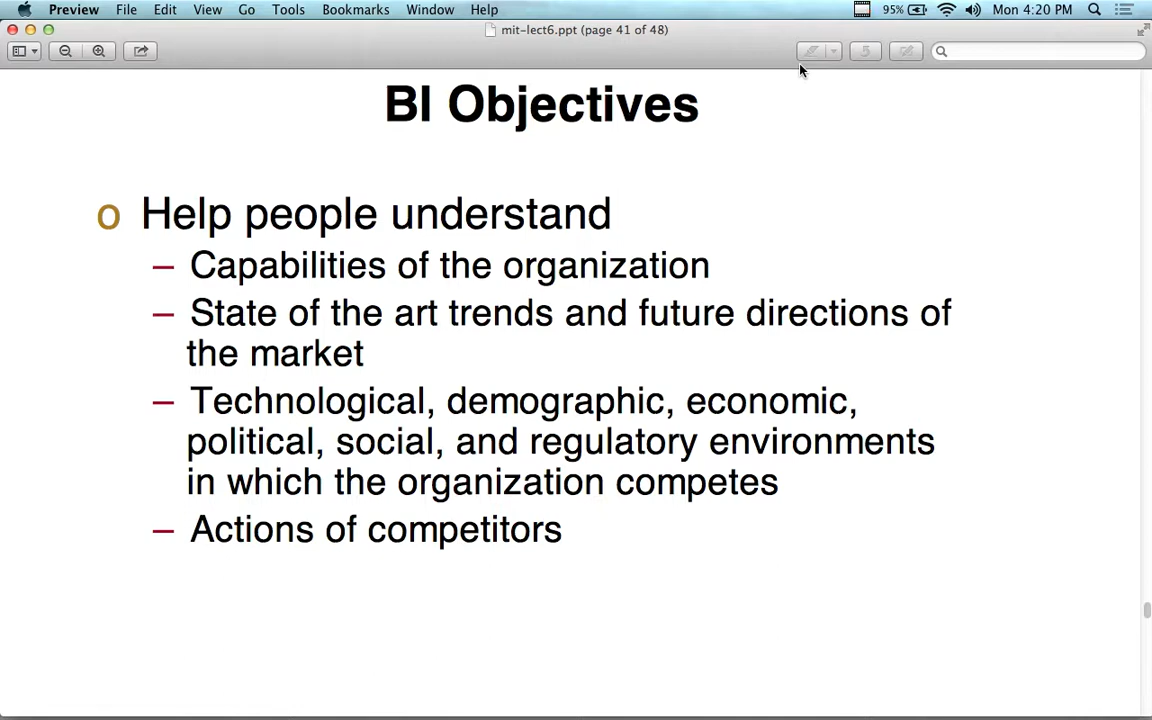 Preview File Edit View Go Tools Bookmarks Window Help 95% Mon 4:20 PM
mit-lect6.ppt (page 41 of 48)
BI Objectives
o Help people understand
– Capabilities of the organization
– State of the art trends and future directions of
the market
– Technological, demographic, economic,
political, social, and regulatory environments
in which the organization competes
– Actions of competitors